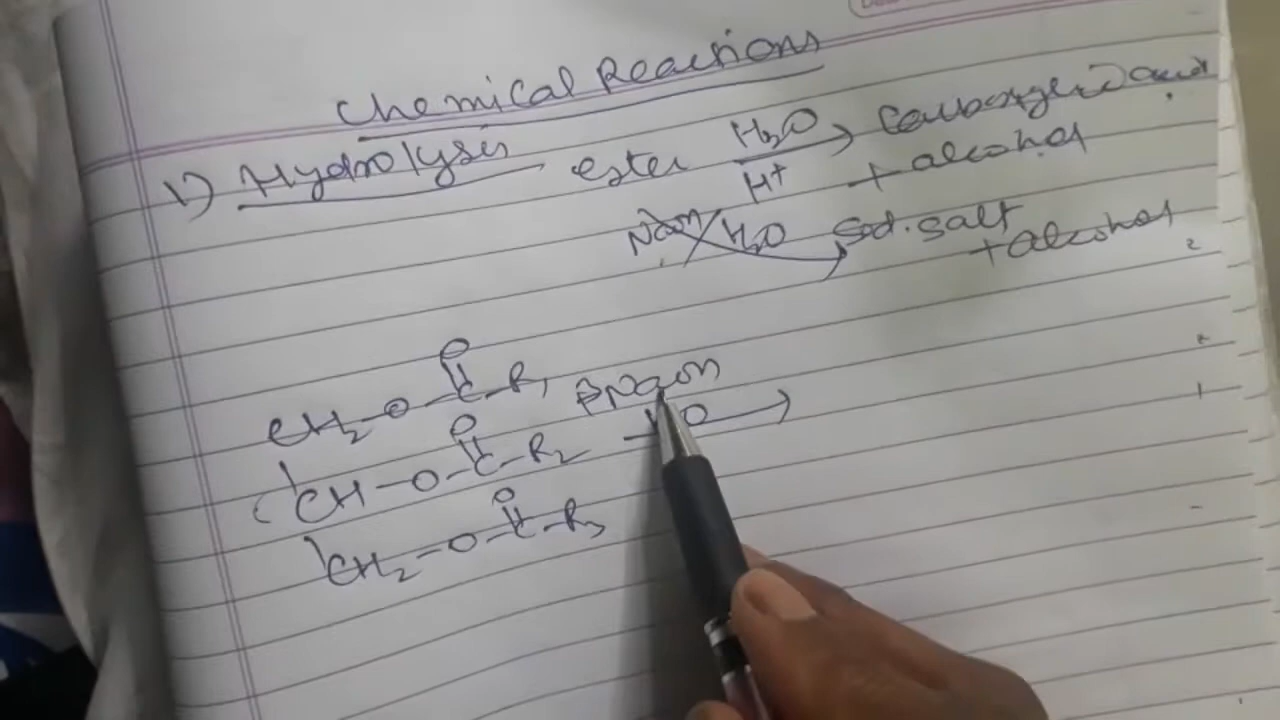 Chemical Reactions
1) Hydrolysis ester H2O → Carboxylic acid
H+ + alcohol
NaOH/H2O Sod. salt
+ alcohol
CH2-O-C-R1 3NaOH
O
H2O →
CH-O-C-R2
O
CH2-O-C-R3
O